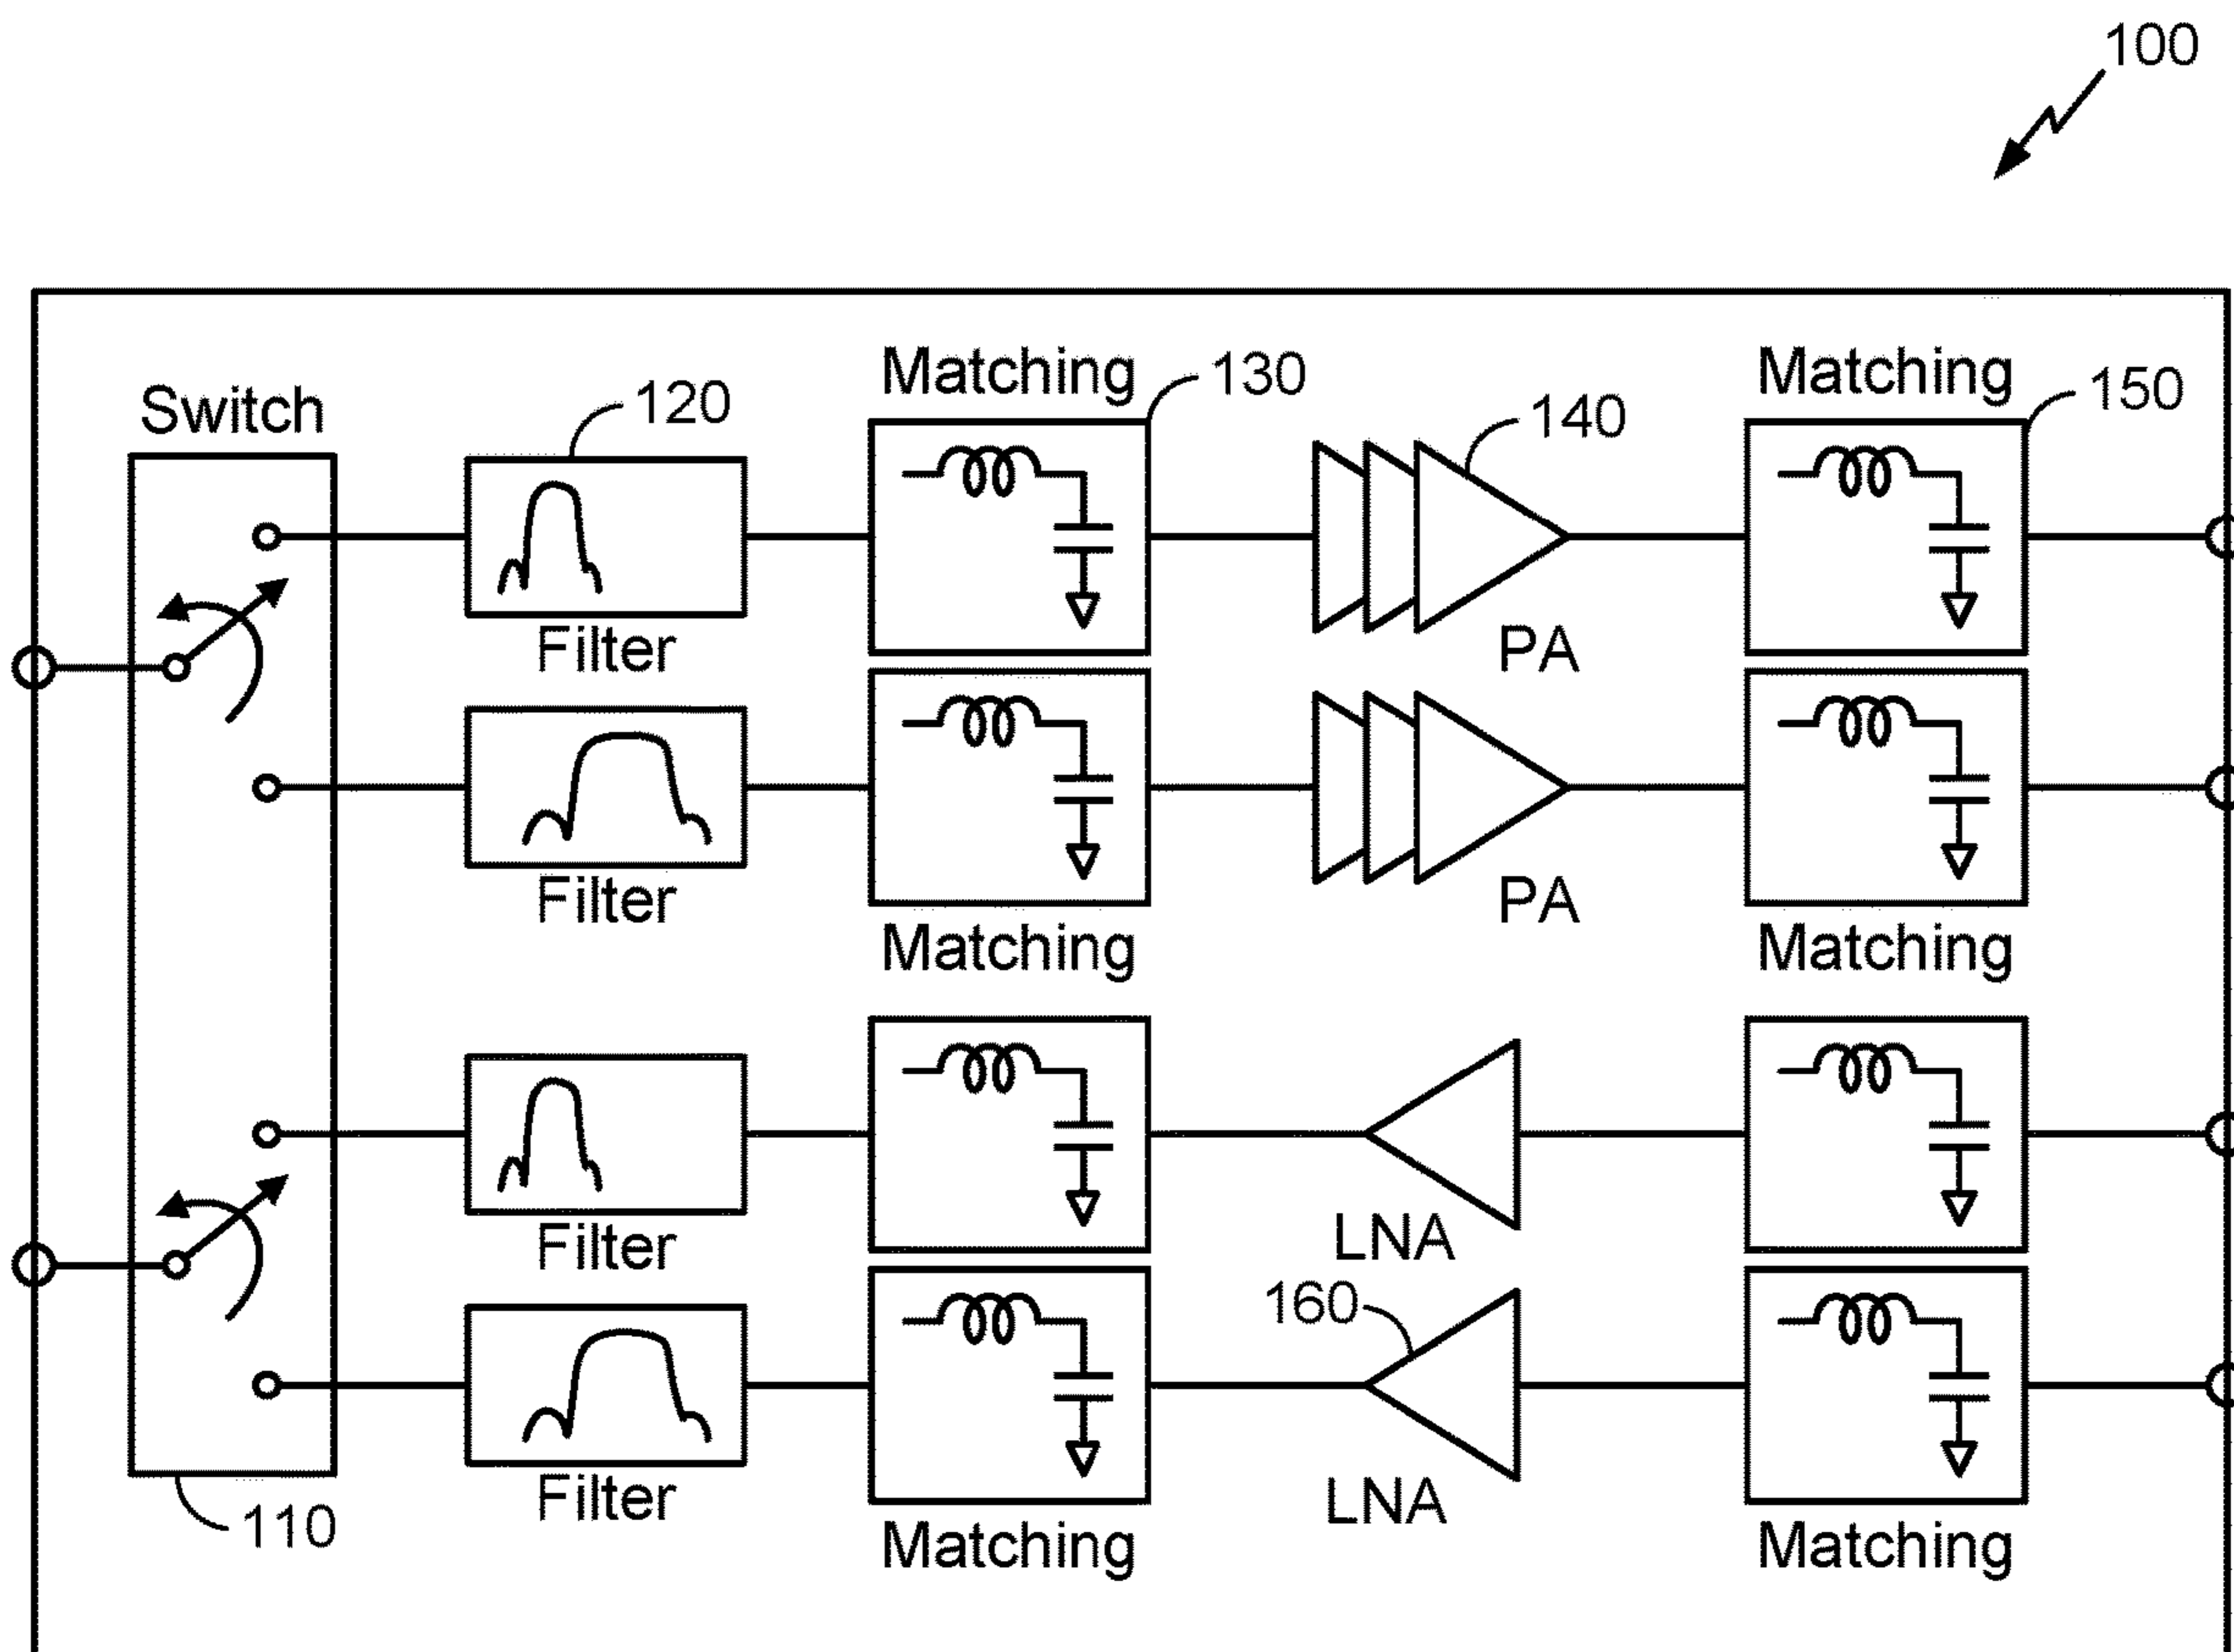 100
Matching 130 Matching 150
Switch 120 140
Filter PA
Filter PA
Matching Matching
Filter LNA
160
Filter LNA
110 Matching Matching